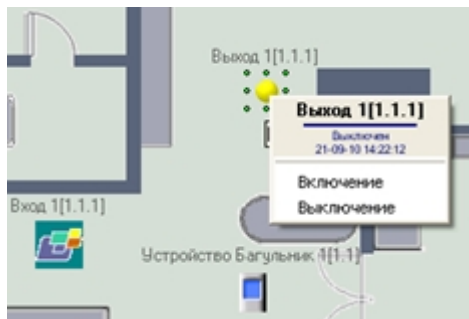 Выход 1[1.1.1]
Выход 1[1.1.1]
Выключен
21-09-10 14:22:12
Включение
Выключение
Вход 1[1.1.1]
Устройство Багульник 1[1.1]